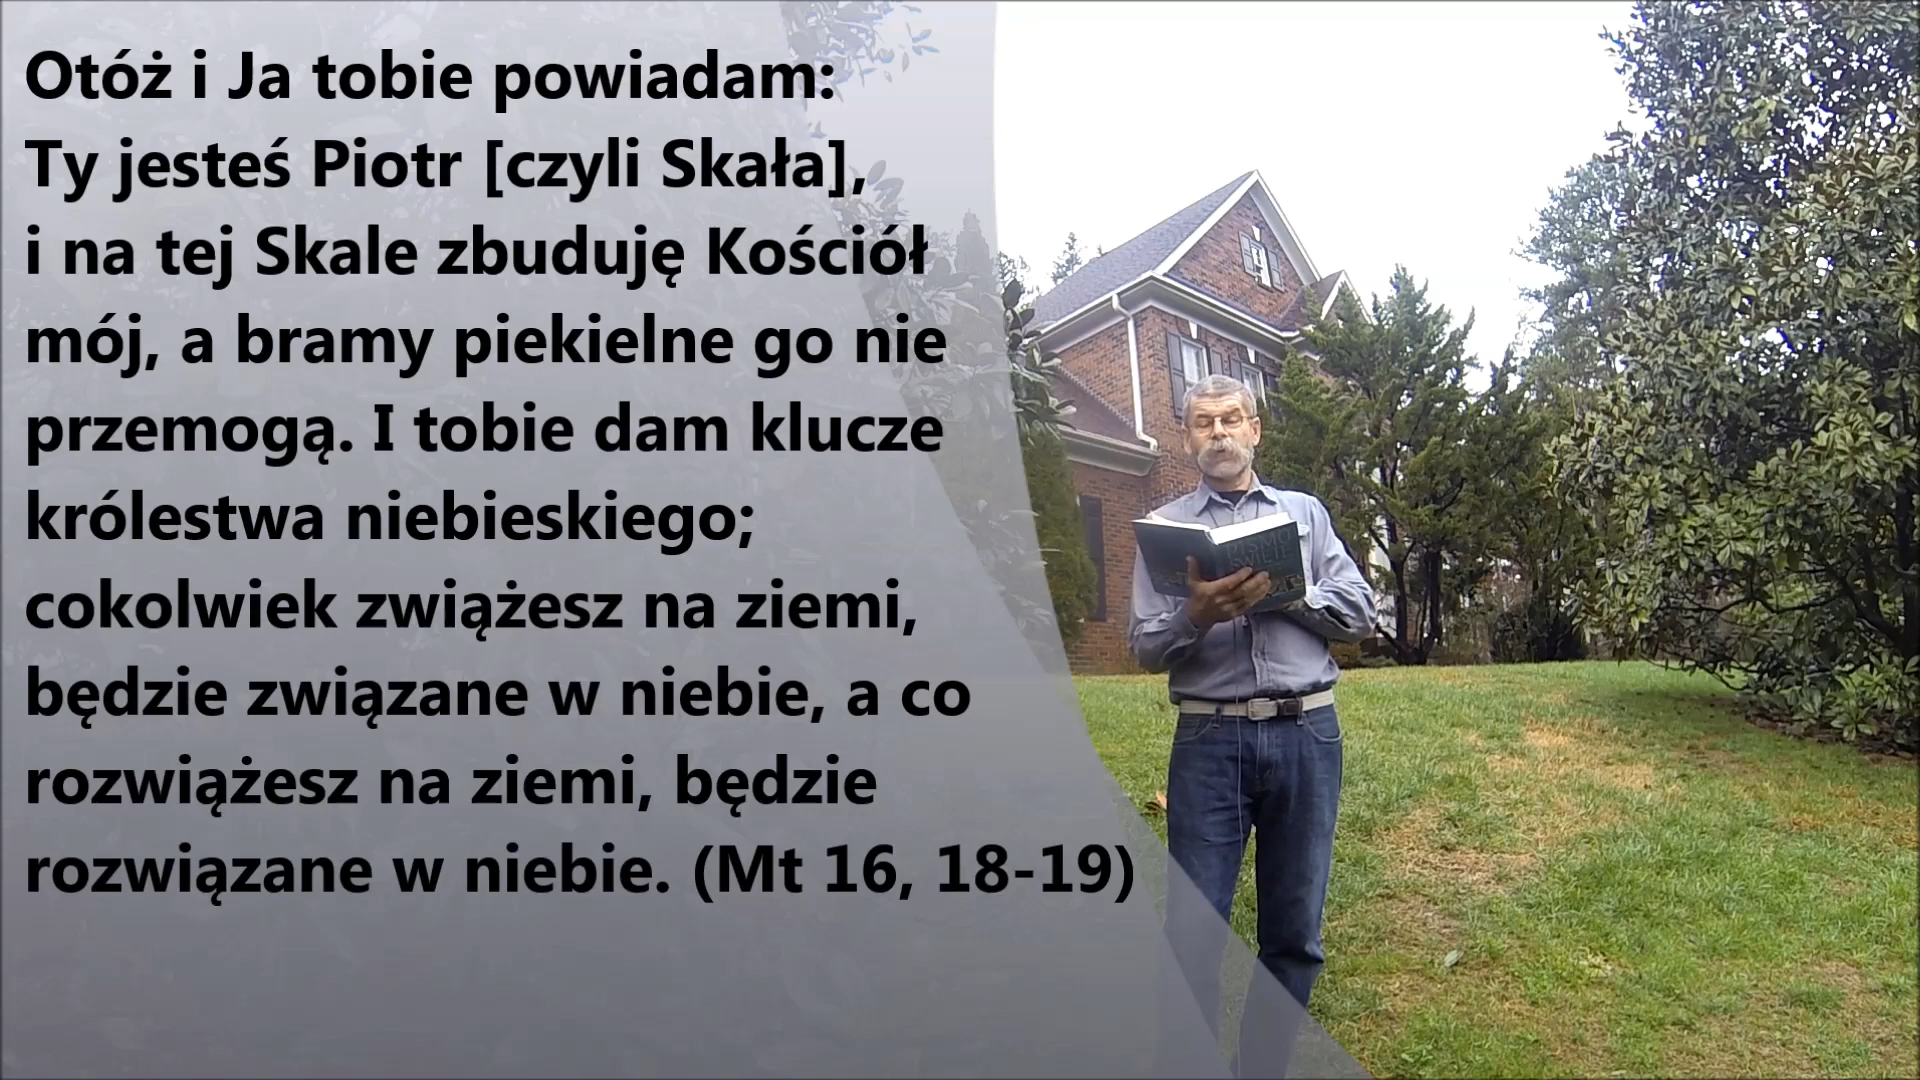 Otóż i Ja tobie powiadam:
Ty jesteś Piotr [czyli Skała],
i na tej Skale zbuduję Kościół
mój, a bramy piekielne go nie
przemogą. I tobie dam klucze
królestwa niebieskiego;
cokolwiek zwiążesz na ziemi,
będzie związane w niebie, a co
rozwiążesz na ziemi, będzie
rozwiązane w niebie. (Mt 16, 18-19)
PISMO